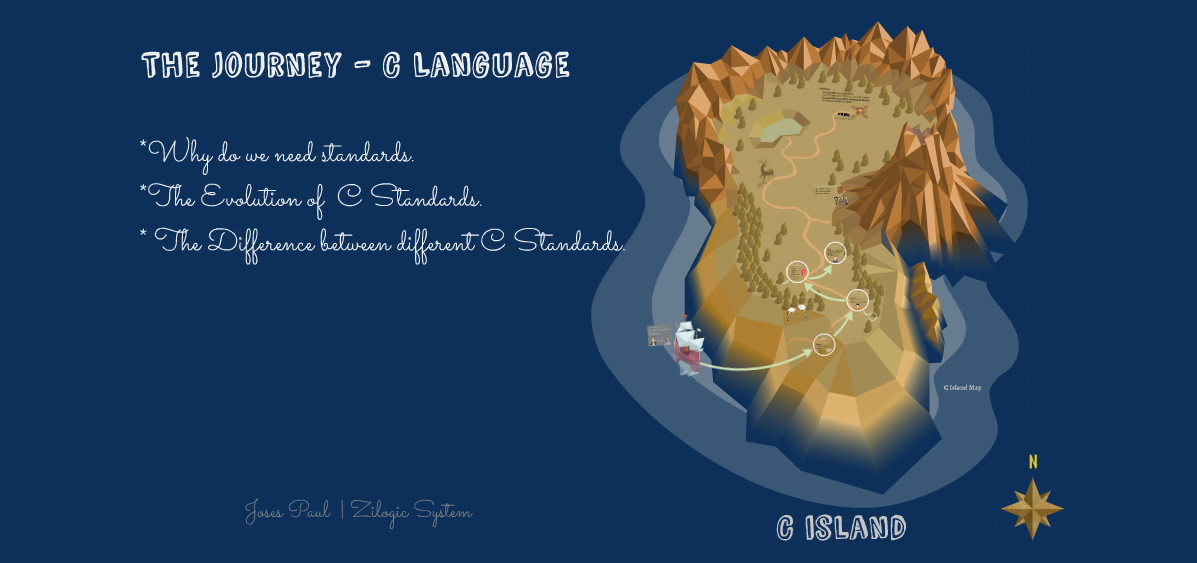 THE JOURNEY - C LANGUAGE
*Why do we need standards.
*The Evolution of C Standards.
* The Difference between different C Standards.
C Island Map
Joses Paul | Zilogic System
N
C ISLAND